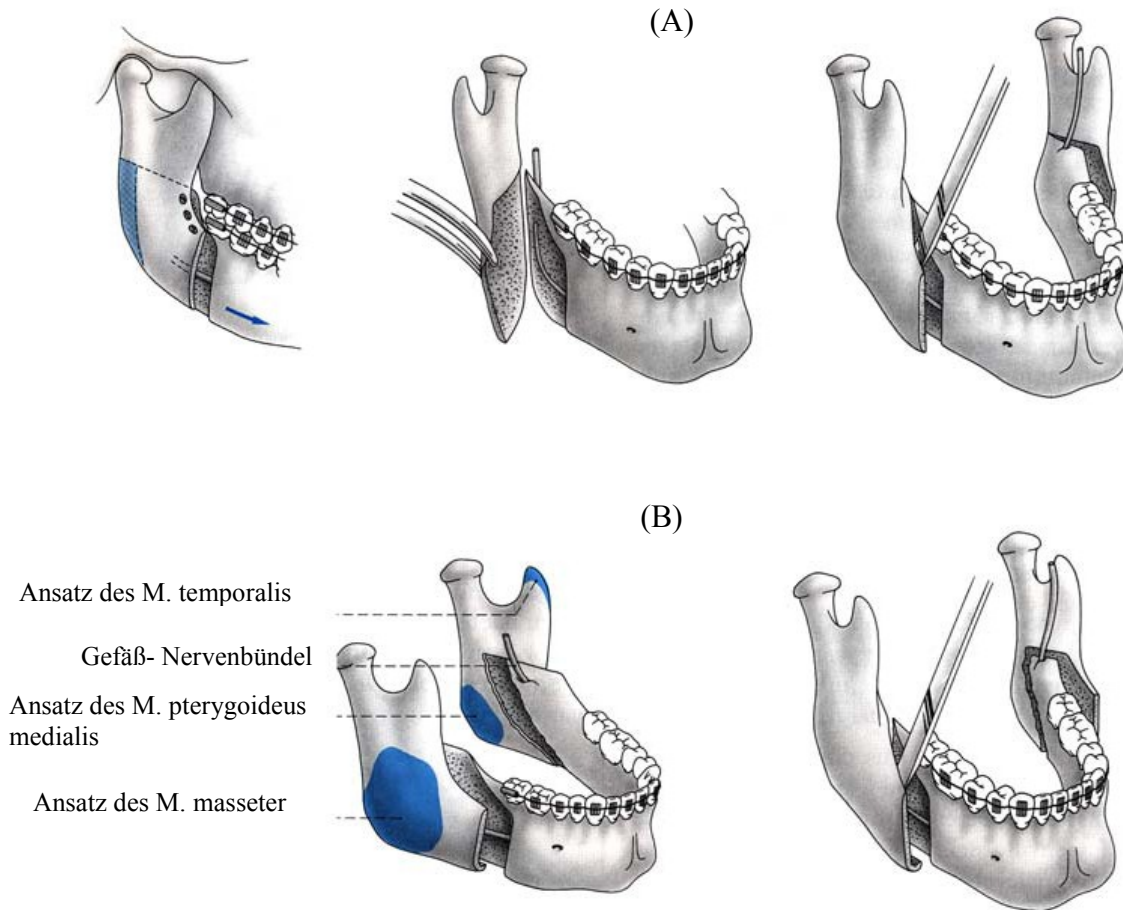 (A)
(B)
Ansatz des M. temporalis
Gefäß- Nervenbündel
Ansatz des M. pterygoideus
medialis
Ansatz des M. masseter